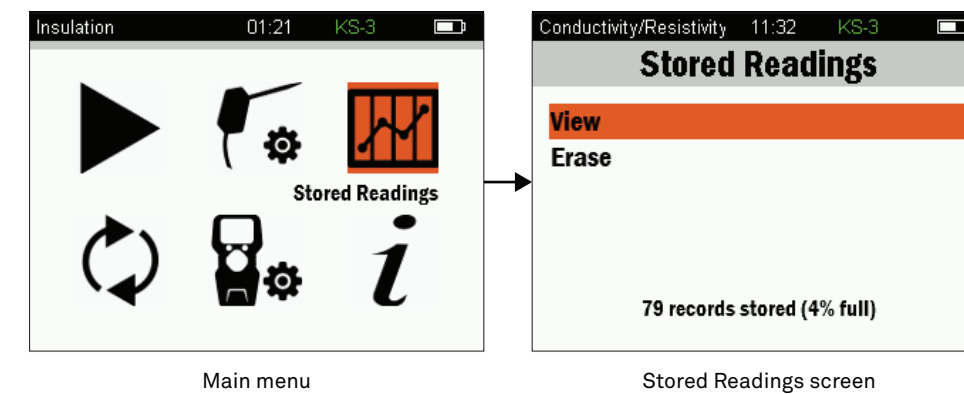 Insulation 01:21 KS-3
Stored Readings
Main menu
Conductivity/Resistivity 11:32 KS-3
Stored Readings
View
Erase
79 records stored (4% full)
Stored Readings screen